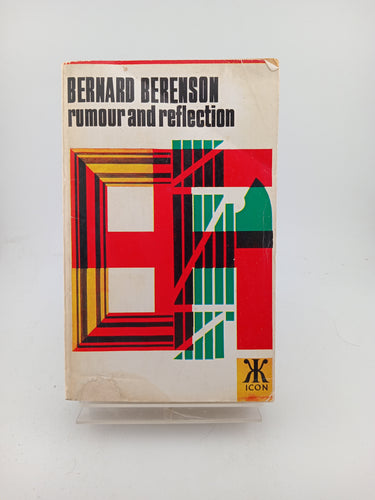 BERNARD BERENSON
rumour and reflection
ICON